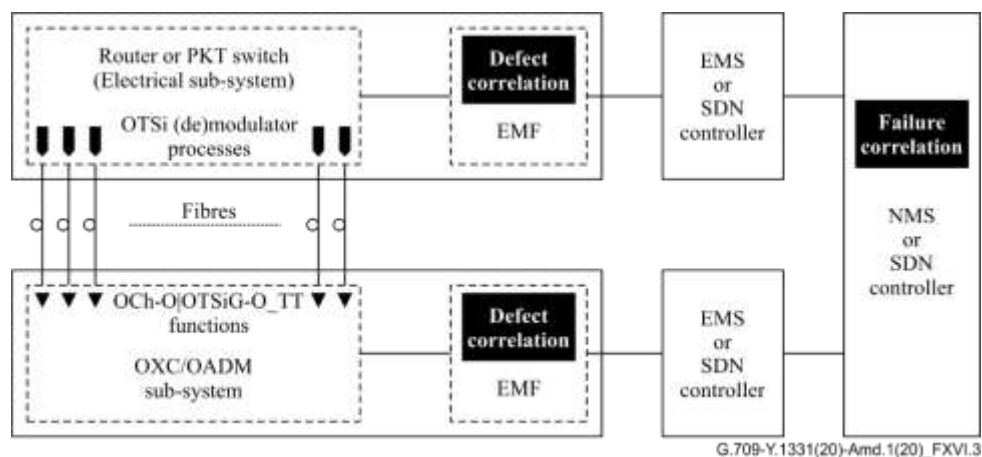 Router or PKT switch
(Electrical sub-system)
OTSi (de)modulator
processes
Defect
correlation
EMF
EMS
or
SDN
controller
Failure
correlation
NMS
or
SDN
controller
Fibres
OCh-O|OTSiG-O_TT
functions
OXC/OADM
sub-system
Defect
correlation
EMF
EMS
or
SDN
controller
G.709-Y.1331(20)-Amd.1(20)_FXVI.3